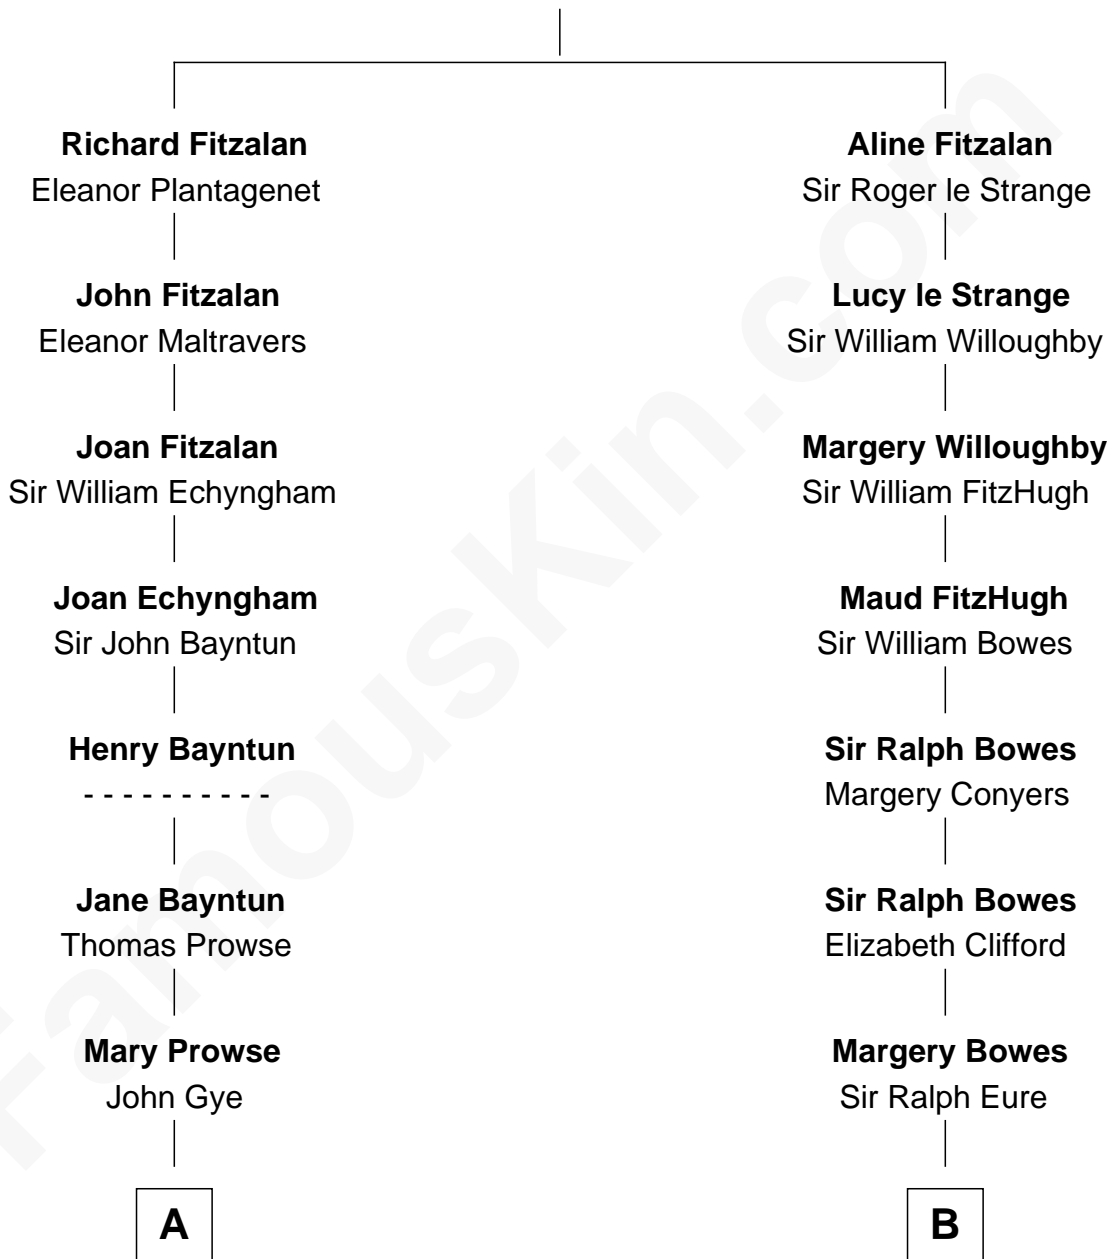 Richard Fitzalan
Eleanor Plantagenet
John Fitzalan
Eleanor Maltravers
Joan Fitzalan
Sir William Echyngham
Joan Echyngham
Sir John Bayntun
Henry Bayntun
- - - - - - - - - -
Jane Bayntun
Thomas Prowse
Mary Prowse
John Gye
A
Aline Fitzalan
Sir Roger le Strange
Lucy le Strange
Sir William Willoughby
Margery Willoughby
Sir William FitzHugh
Maud FitzHugh
Sir William Bowes
Sir Ralph Bowes
Margery Conyers
Sir Ralph Bowes
Elizabeth Clifford
Margery Bowes
Sir Ralph Eure
B
FamousKin.com